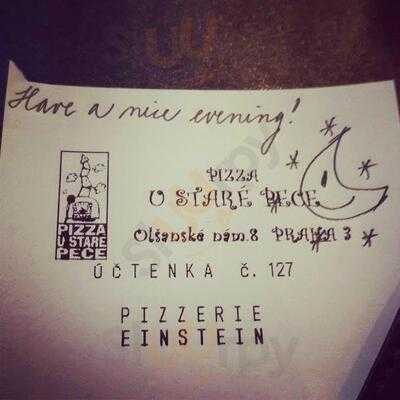 Have a nice evening!
PIZZA
U STARÉ PECE
Olšanské nám.8 PRAHA 3
PIZZA
U STARÉ
PECE
ÚČTENKA č. 127
PIZZERIE
EINSTEIN